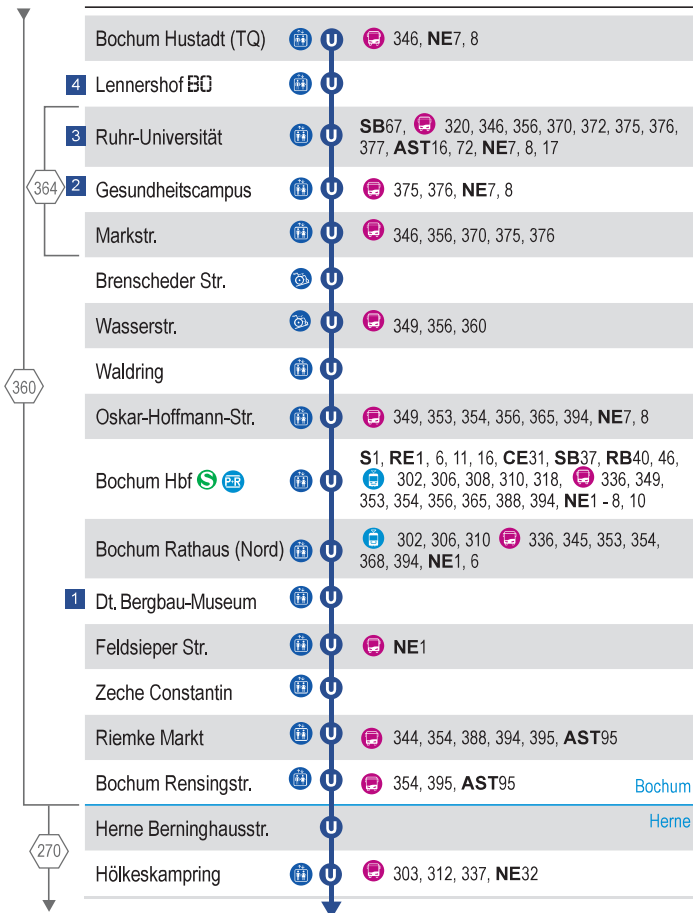 Bochum Hustadt (TQ) U 346, NE7, 8
4 Lennershof BO U
3 Ruhr-Universität U SB67, 320, 346, 356, 370, 372, 375, 376,
377, AST16, 72, NE7, 8, 17
364
2 Gesundheitscampus U 375, 376, NE7, 8
Markstr. U 346, 356, 370, 375, 376
Brenscheder Str. U
Wasserstr. U 349, 356, 360
Waldring U
360
Oskar-Hoffmann-Str. U 349, 353, 354, 356, 365, 394, NE7, 8
Bochum Hbf S P+R U S1, RE1, 6, 11, 16, CE31, SB37, RB40, 46,
302, 306, 308, 310, 318, 336, 349,
353, 354, 356, 365, 388, 394, NE1 - 8, 10
Bochum Rathaus (Nord) U 302, 306, 310 336, 345, 353, 354,
368, 394, NE1, 6
1 Dt. Bergbau-Museum U
Feldsieper Str. U NE1
Zeche Constantin U
Riemke Markt U 344, 354, 388, 394, 395, AST95
Bochum Rensingstr. U 354, 395, AST95 Bochum
Herne Berninghausstr. U Herne
270
Hölkeskampring U 303, 312, 337, NE32